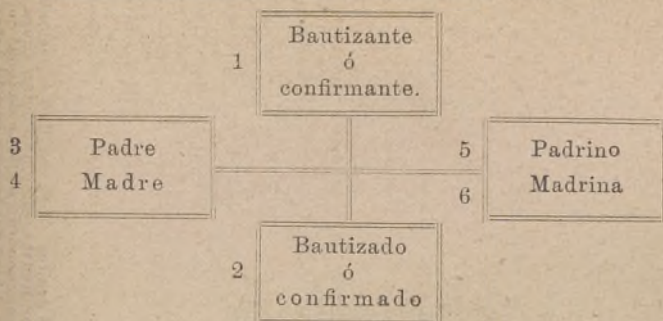 Bautizante
1 ó
confirmante.
3 Padre
4 Madre
5 Padrino
6 Madrina
Bautizado
2 ó
confirmado